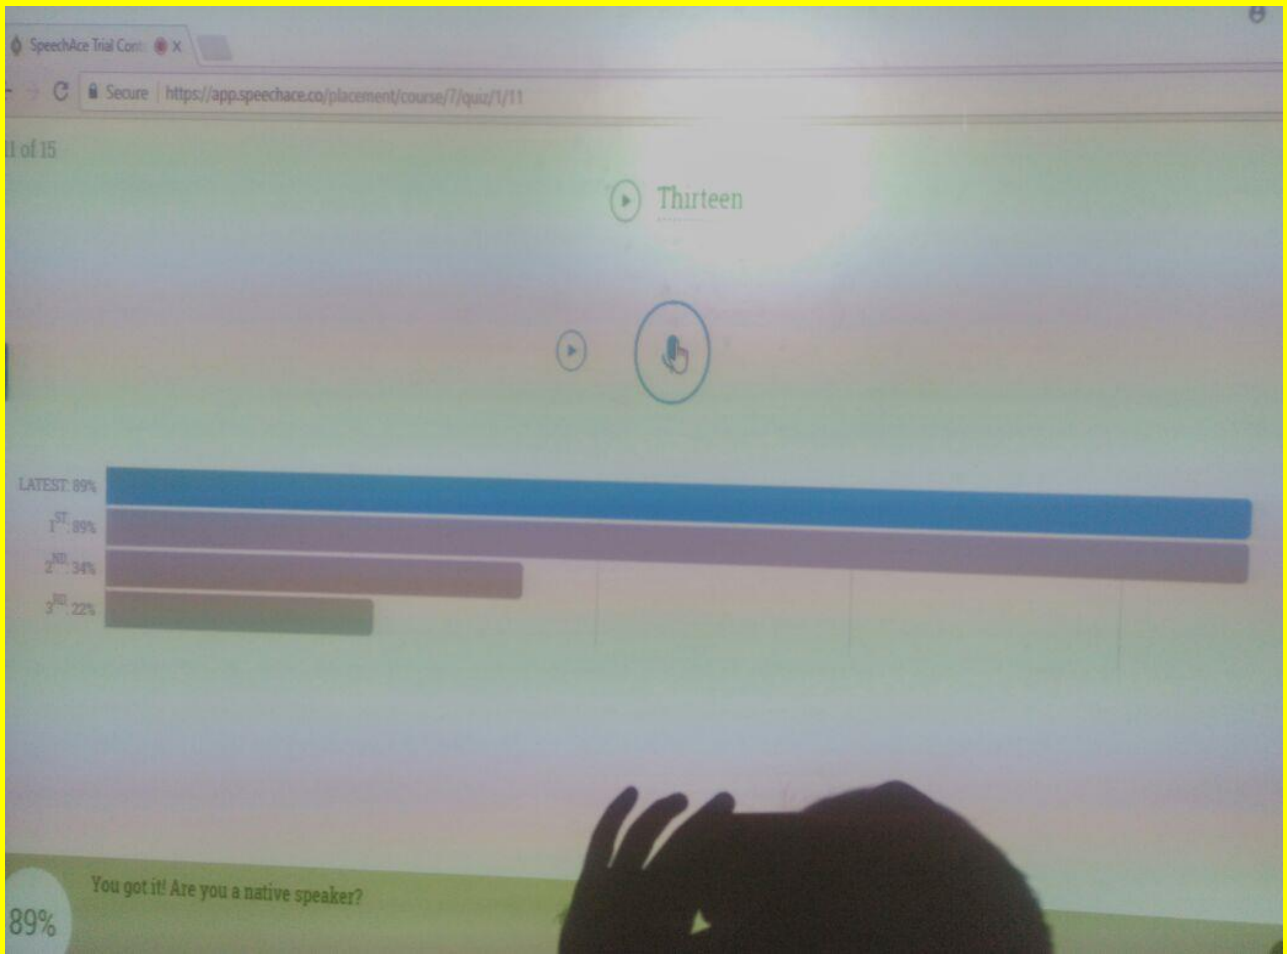 SpeechAce Trial Cont
Secure
https://app.speechace.co/placement/course/7/quiz/1/11
11 of 15
Thirteen
LATEST: 89%
1ST: 89%
2ND: 34%
3RD: 22%
You got it! Are you a native speaker?
89%